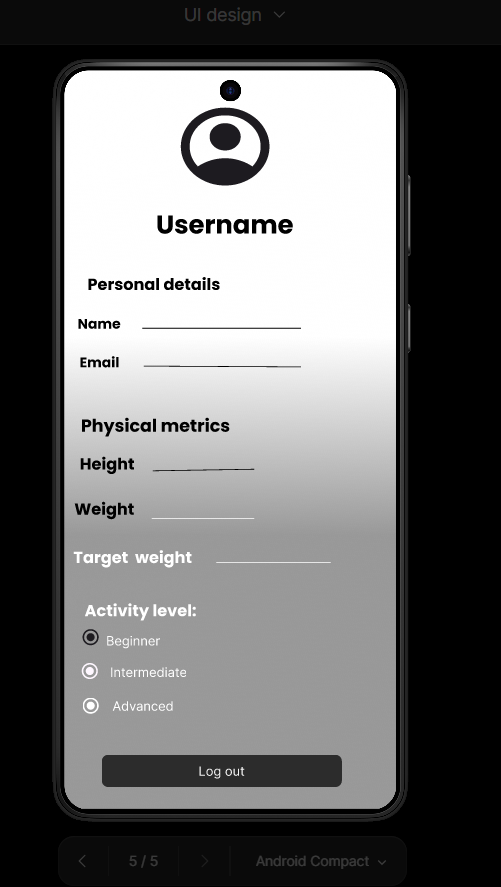 UI design
Username
Personal details
Name
Email
Physical metrics
Height
Weight
Target weight
Activity level:
Beginner
Intermediate
Advanced
Log out
5 / 5
Android Compact